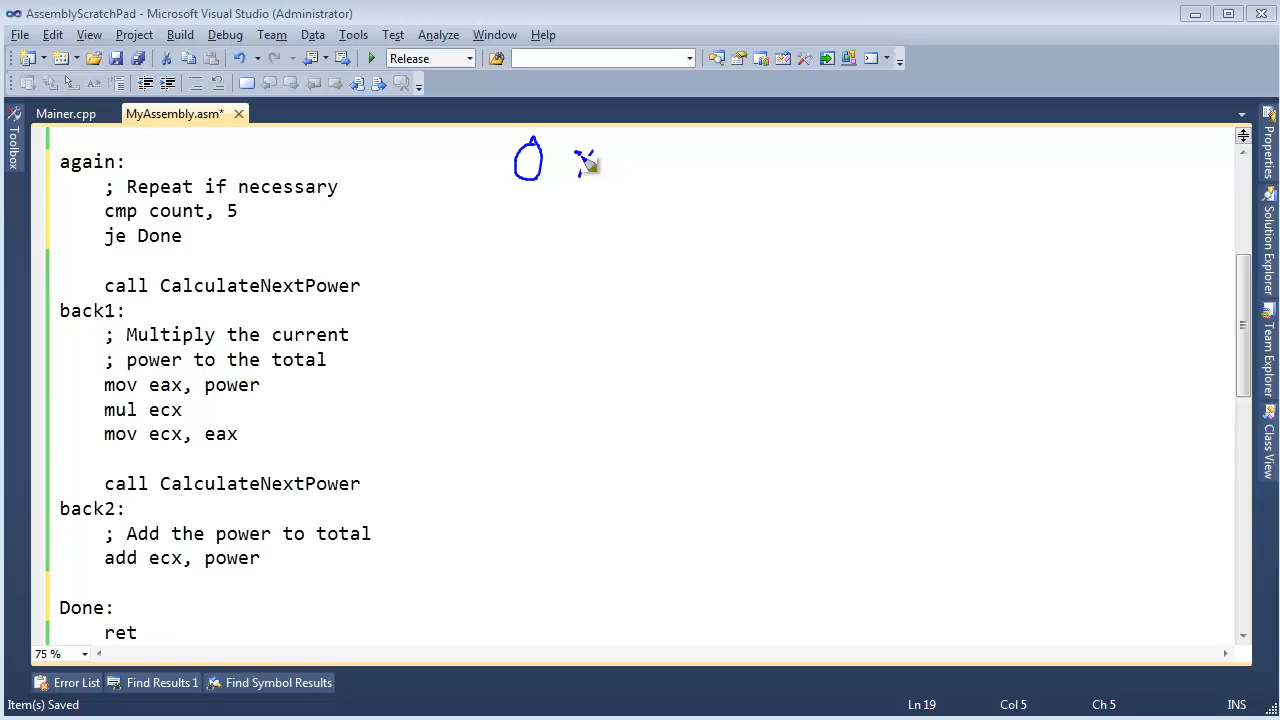 AssemblyScratchPad - Microsoft Visual Studio (Administrator)
File Edit View Project Build Debug Team Data Tools Test Analyze Window Help
Release
Mainer.cpp MyAssembly.asm*
again:
; Repeat if necessary
cmp count, 5
je Done
call CalculateNextPower
back1:
; Multiply the current
; power to the total
mov eax, power
mul ecx
mov ecx, eax
call CalculateNextPower
back2:
; Add the power to total
add ecx, power
Done:
ret
75 %
Toolbox
Properties
Solution Explorer
Team Explorer
Class View
Error List Find Results 1 Find Symbol Results
Item(s) Saved Ln 19 Col 5 Ch 5 INS